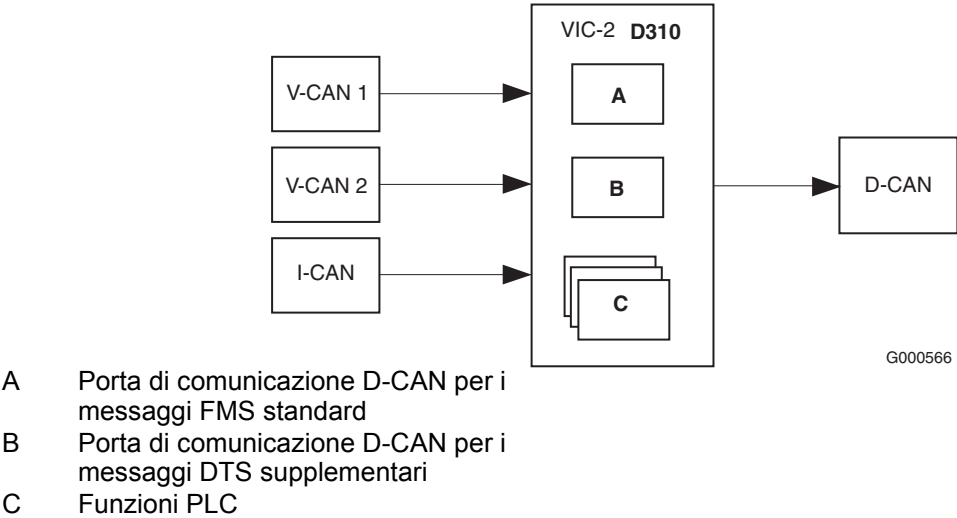 VIC-2 D310
V-CAN 1
A
V-CAN 2
B
D-CAN
I-CAN
C
G000566
A Porta di comunicazione D-CAN per i
messaggi FMS standard
B Porta di comunicazione D-CAN per i
messaggi DTS supplementari
C Funzioni PLC